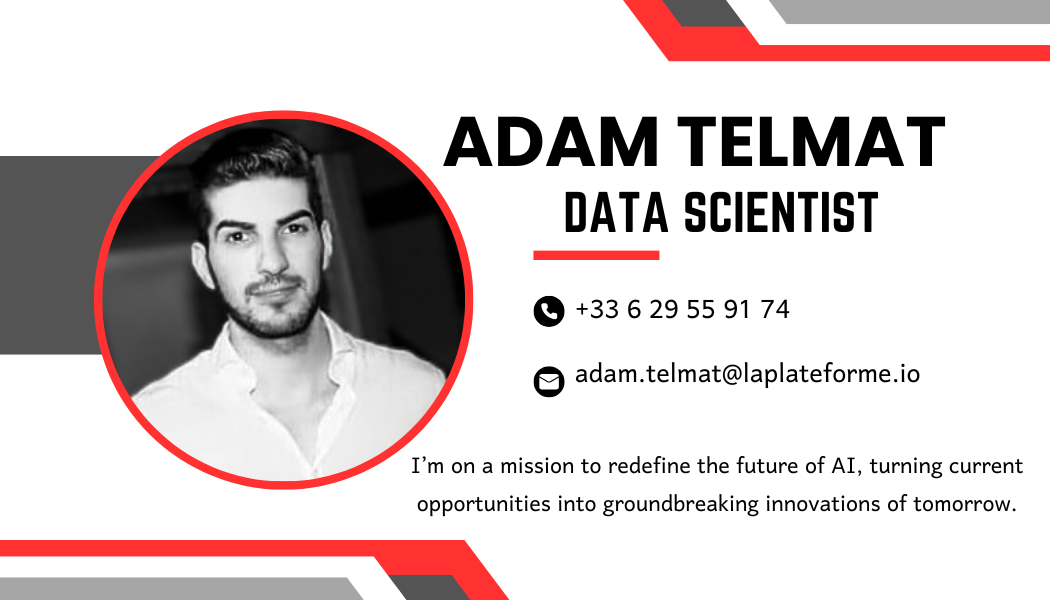 ADAM TELMAT
DATA SCIENTIST
+33 6 29 55 91 74
adam.telmat@laplateforme.io
I’m on a mission to redefine the future of AI, turning current
opportunities into groundbreaking innovations of tomorrow.